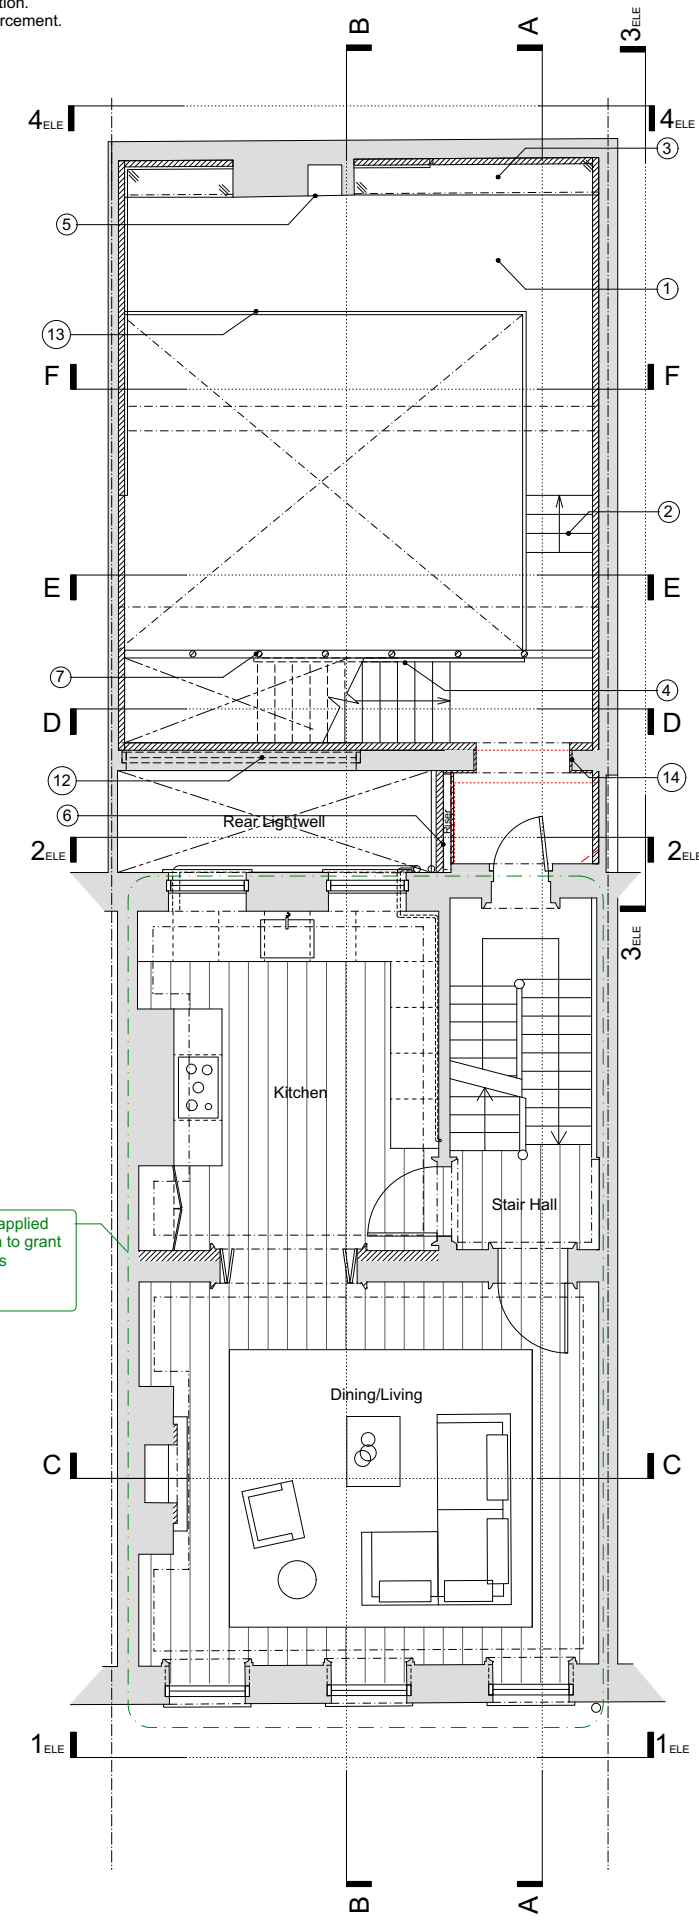 tion.
rcement.
B
A
3ELE
4ELE
4ELE
3
5
1
13
F
F
2
E
E
7
4
D
D
12
14
6
Rear Lightwell
Riser
2ELE
2ELE
3ELE
Kitchen
Stair Hall
applied
n to grant
s
Dining/Living
C
C
1ELE
1ELE
B
A